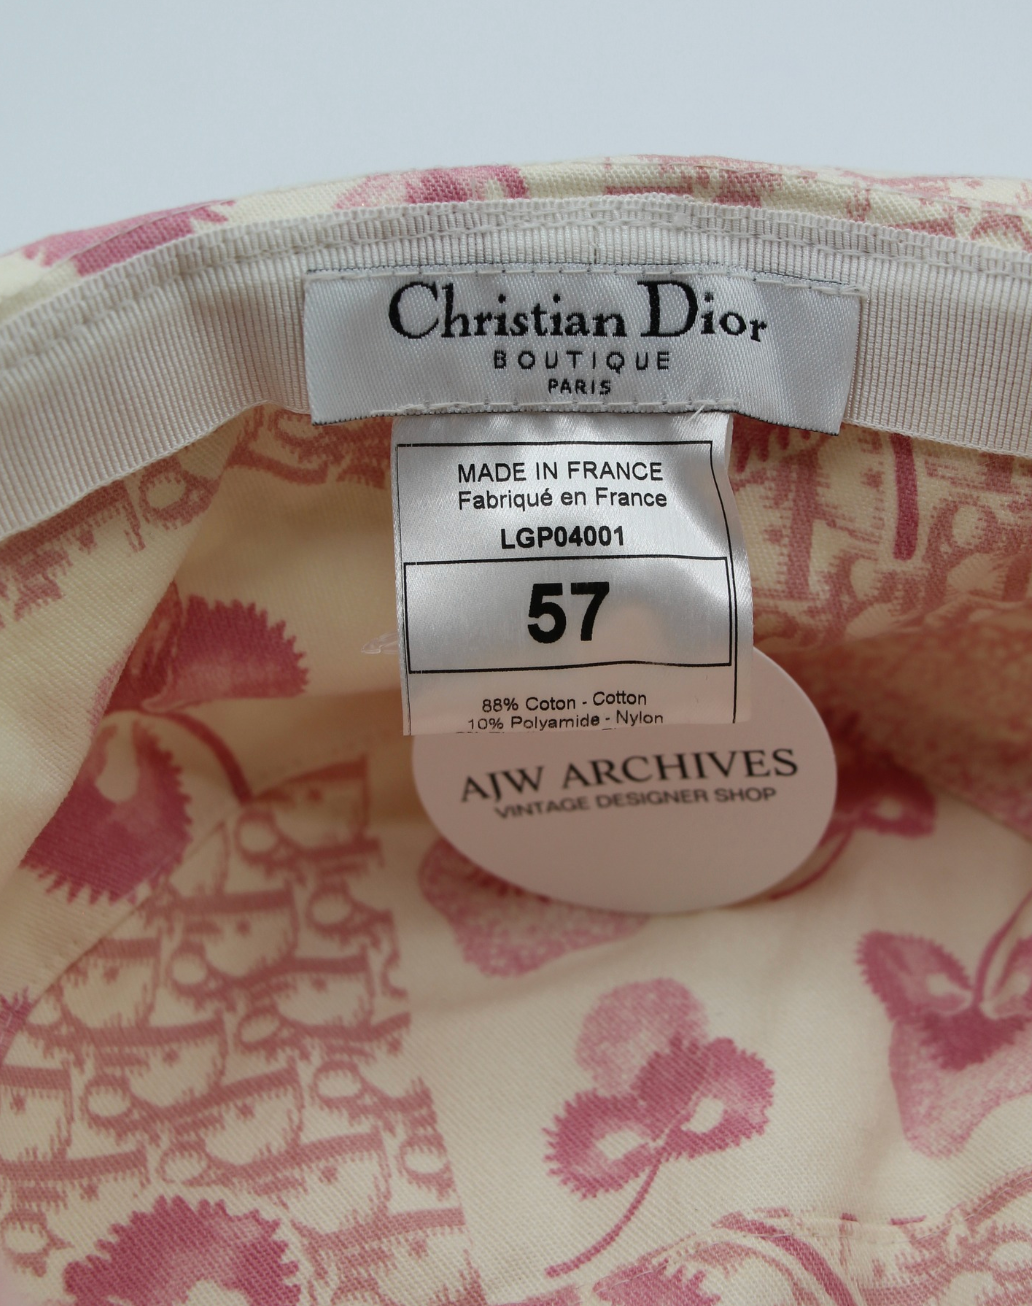 Christian Dior
BOUTIQUE
PARIS
MADE IN FRANCE
Fabriqué en France
LGP04001
57
88% Coton - Cotton
10% Polyamide - Nylon
AJW ARCHIVES
VINTAGE DESIGNER SHOP